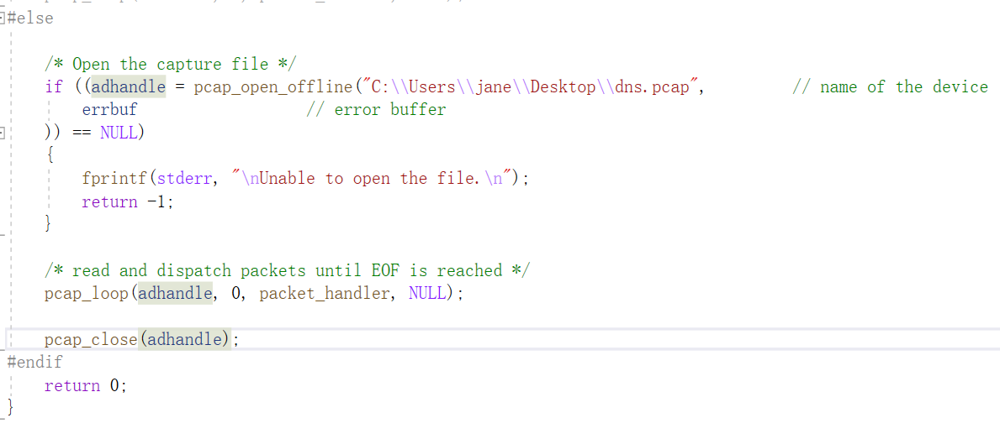 #else
/* Open the capture file */
if ((adhandle = pcap_open_offline("C:\\Users\\jane\\Desktop\\dns.pcap", // name of the device
errbuf // error buffer
)) == NULL)
{
fprintf(stderr, "\nUnable to open the file.\n");
return -1;
}
/* read and dispatch packets until EOF is reached */
pcap_loop(adhandle, 0, packet_handler, NULL);
pcap_close(adhandle);
#endif
return 0;
}